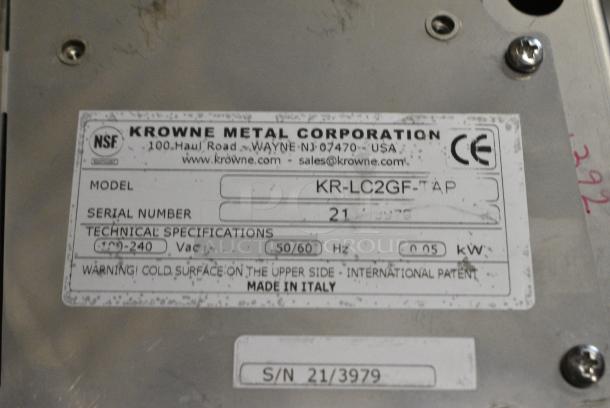 NSF
KROWNE METAL CORPORATION
100 Haul Road - WAYNE NJ 07470 - USA
www.krowne.com - sales@krowne.com
CE
MODEL KR-LC2GF-TAP
SERIAL NUMBER 21
TECHNICAL SPECIFICATIONS
100-240 Vac 50/60 Hz 0.05 kW
WARNING! COLD SURFACE ON THE UPPER SIDE - INTERNATIONAL PATENT
MADE IN ITALY
S/N 21/3979
292